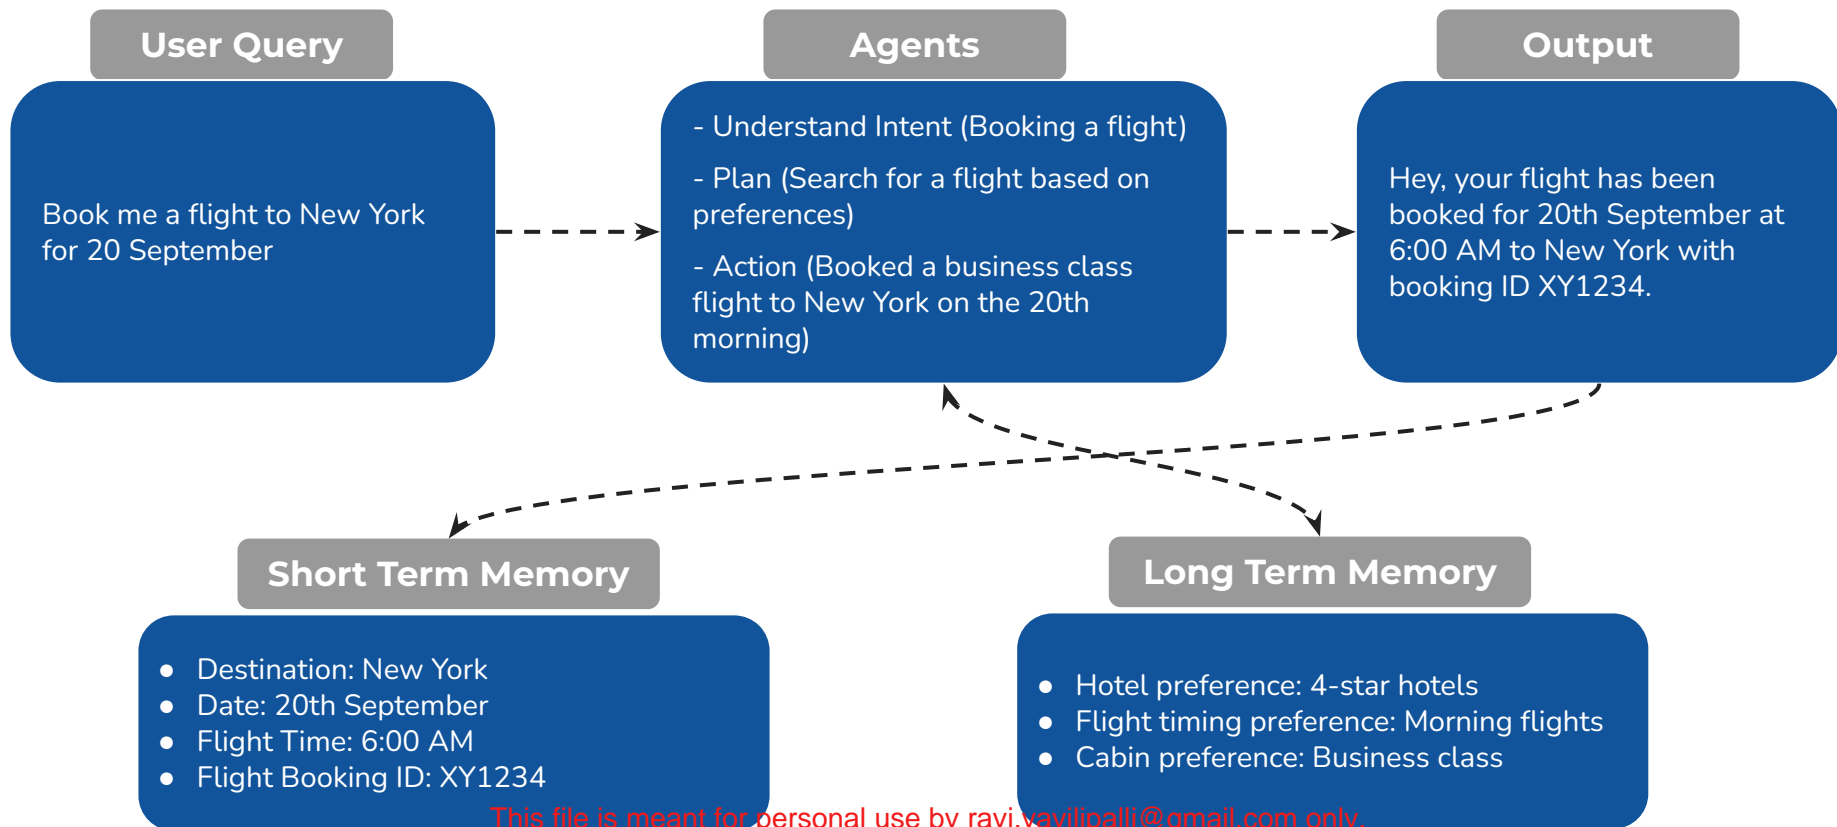 User Query
Book me a flight to New York
for 20 September
Agents
- Understand Intent (Booking a flight)
- Plan (Search for a flight based on
preferences)
- Action (Booked a business class
flight to New York on the 20th
morning)
Output
Hey, your flight has been
booked for 20th September at
6:00 AM to New York with
booking ID XY1234.
Short Term Memory
● Destination: New York
● Date: 20th September
● Flight Time: 6:00 AM
● Flight Booking ID: XY1234
Long Term Memory
● Hotel preference: 4-star hotels
● Flight timing preference: Morning flights
● Cabin preference: Business class
This file is meant for personal use by ravi.vavilipalli@gmail.com only.